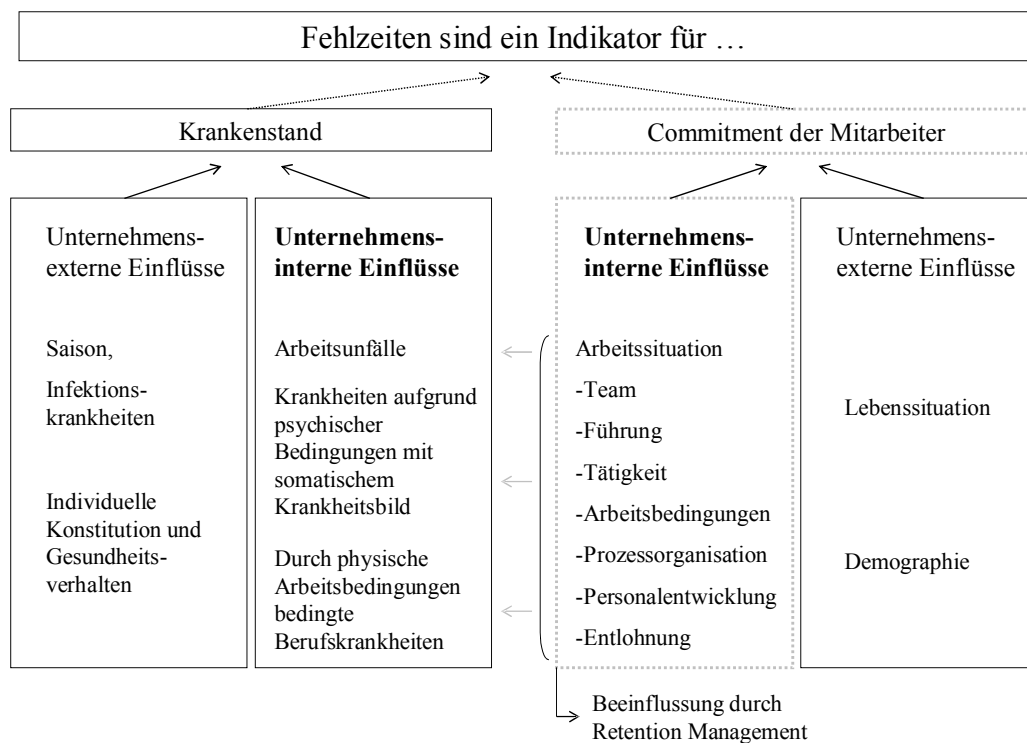 Fehlzeiten sind ein Indikator für …
Krankenstand
Commitment der Mitarbeiter
Unternehmens-
externe Einflüsse
Saison,
Infektions-
krankheiten
Individuelle
Konstitution und
Gesundheits-
verhalten
Unternehmens-
interne Einflüsse
Arbeitsunfälle
Krankheiten aufgrund
psychischer
Bedingungen mit
somatischem
Krankheitsbild
Durch physische
Arbeitsbedingungen
bedingte
Berufskrankheiten
Unternehmens-
interne Einflüsse
Arbeitssituation
-Team
-Führung
-Tätigkeit
-Arbeitsbedingungen
-Prozessorganisation
-Personalentwicklung
-Entlohnung
Unternehmens-
externe Einflüsse
Lebenssituation
Demographie
Beeinflussung durch
Retention Management